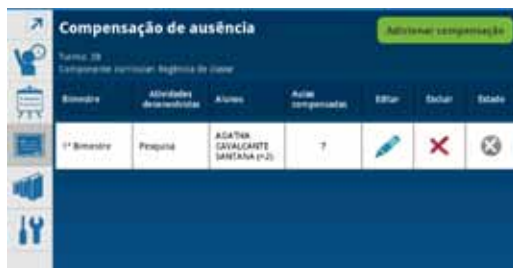 Compensação de ausência
Adicionar compensação
Turma: 2B
Componente curricular: Regência de classe
Bimestre
Atividades desenvolvidas
Alunos
Aulas compensadas
Editar
Excluir
Estado
1º Bimestre
Pesquisa
AGATHA
CAVALCANTE
SANTANA (+2)
7